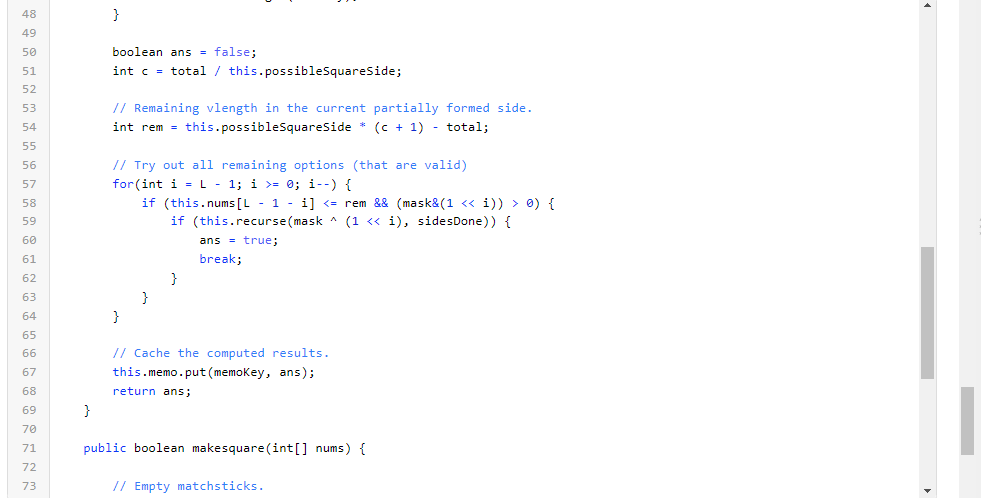 48         }
49
50         boolean ans = false;
51         int c = total / this.possibleSquareSide;
52
53         // Remaining vlength in the current partially formed side.
54         int rem = this.possibleSquareSide * (c + 1) - total;
55
56         // Try out all remaining options (that are valid)
57         for(int i = L - 1; i >= 0; i--) {
58             if (this.nums[L - 1 - i] <= rem && (mask&(1 << i)) > 0) {
59                 if (this.recurse(mask ^ (1 << i), sidesDone)) {
60                     ans = true;
61                     break;
62                 }
63             }
64         }
65
66         // Cache the computed results.
67         this.memo.put(memoKey, ans);
68         return ans;
69     }
70
71     public boolean makesquare(int[] nums) {
72
73         // Empty matchsticks.